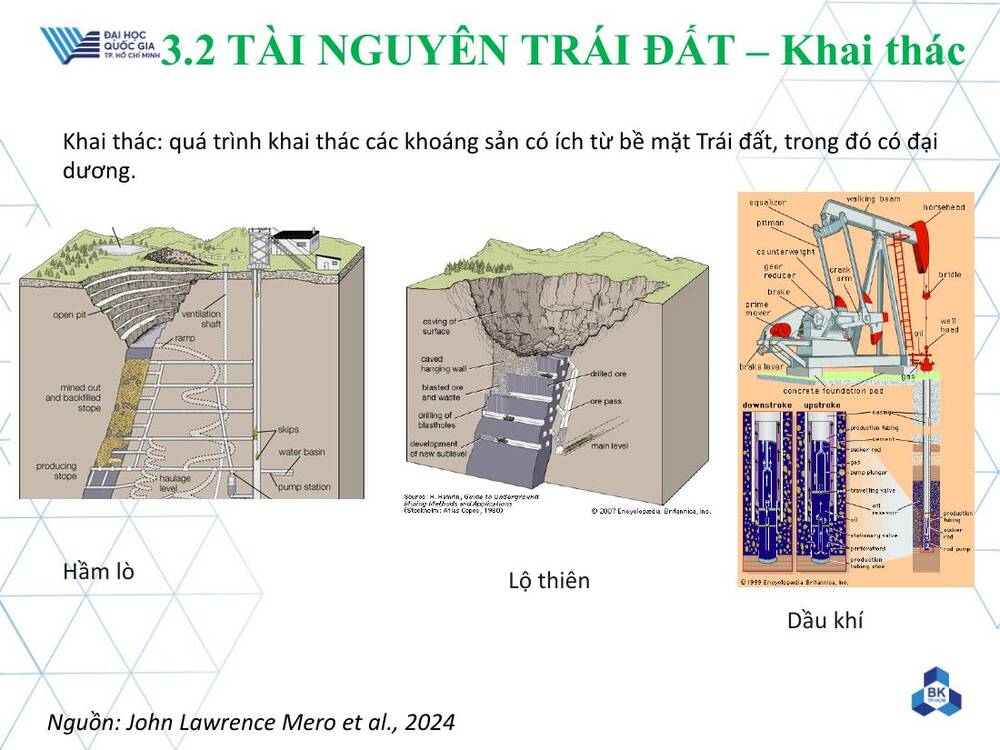 ĐẠI HỌC
QUỐC GIA
TP. HỒ CHÍ MINH
3.2 TÀI NGUYÊN TRÁI ĐẤT – Khai thác
Khai thác: quá trình khai thác các khoáng sản có ích từ bề mặt Trái đất, trong đó có đại
dương.
open pit
ventilation
shaft
ramp
mined out
and backfilled
stope
skips
water basin
producing
stope
haulage
level
pump station
caving of
surface
caved
hanging wall
drilled ore
blasted ore
and waste
ore pass
drilling of
blastholes
development
of new sublevel
main level
Source: H. Hamrin, Guide to Underground
Mining Methods and Applications
(Stockholm: Atlas Copco, 1980)
© 2007 Encyclopædia Britannica, Inc.
equalizer
walking beam
horsehead
pitman
counterweight
gear
reducer
crank
arm
bridle
brake
prime
mover
well
head
oil
brake lever
gas
concrete foundation pad
downstroke
upstroke
casing
production tubing
cement
sucker rod
gas
pump plunger
travelling valve
oil
reservoir
production
tubing
oil
sucker
rod
stationary valve
rod pump
perforations
production
tubing shoe
© 1999 Encyclopædia Britannica, Inc.
Hầm lò
Lộ thiên
Dầu khí
BK
TP.HCM
Nguồn: John Lawrence Mero et al., 2024